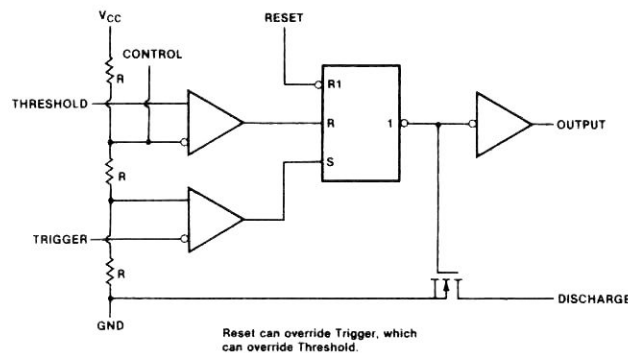 VCC
RESET
CONTROL
R
THRESHOLD
R1
R
1
OUTPUT
R
S
TRIGGER
R
DISCHARGE
GND
Reset can override Trigger, which
can override Threshold.